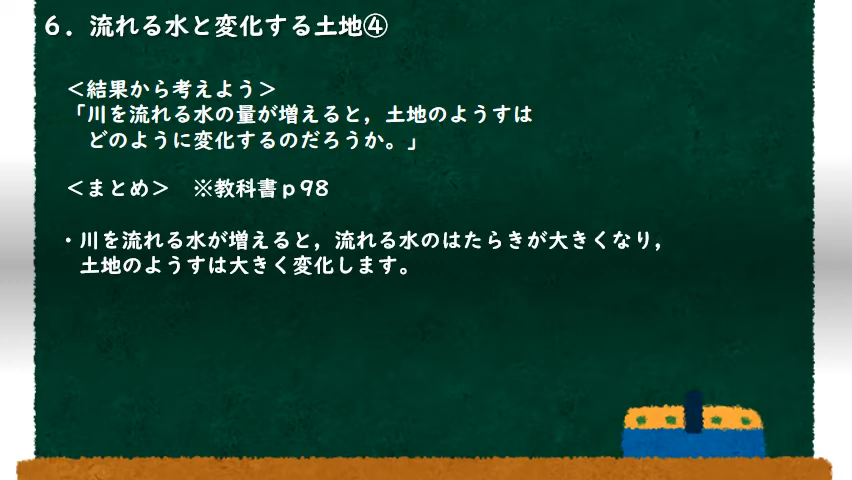 ６．流れる水と変化する土地④
＜結果から考えよう＞
「川を流れる水の量が増えると，土地のようすは
どのように変化するのだろうか。」
＜まとめ＞　※教科書ｐ９８
・川を流れる水が増えると，流れる水のはたらきが大きくなり，
土地のようすは大きく変化します。